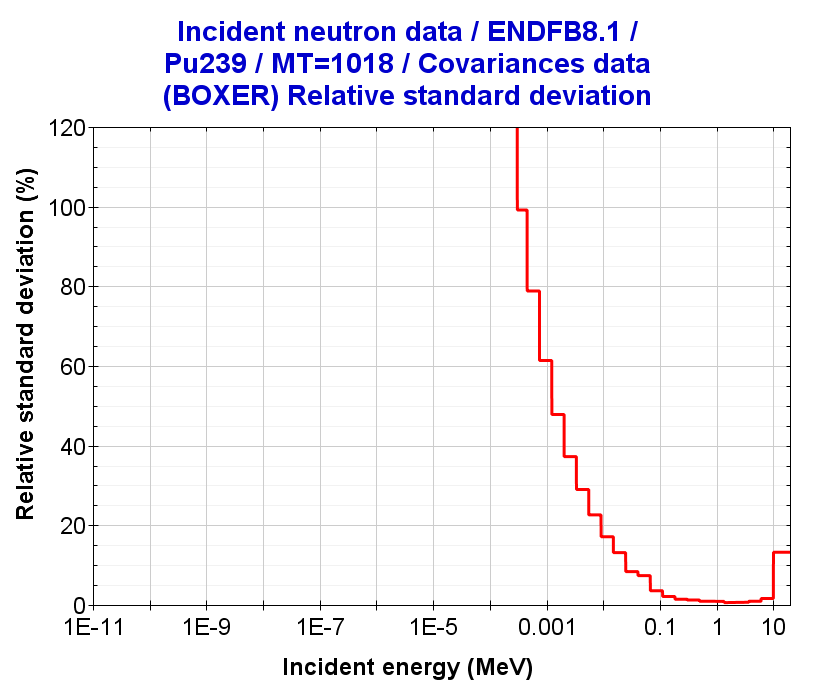 Incident neutron data / ENDFB8.1 /
Pu239 / MT=1018 / Covariances data
(BOXER) Relative standard deviation
Relative standard deviation (%)
120
100
80
60
40
20
0
1E-11 1E-9 1E-7 1E-5 0.001 0.1 1 10
Incident energy (MeV)